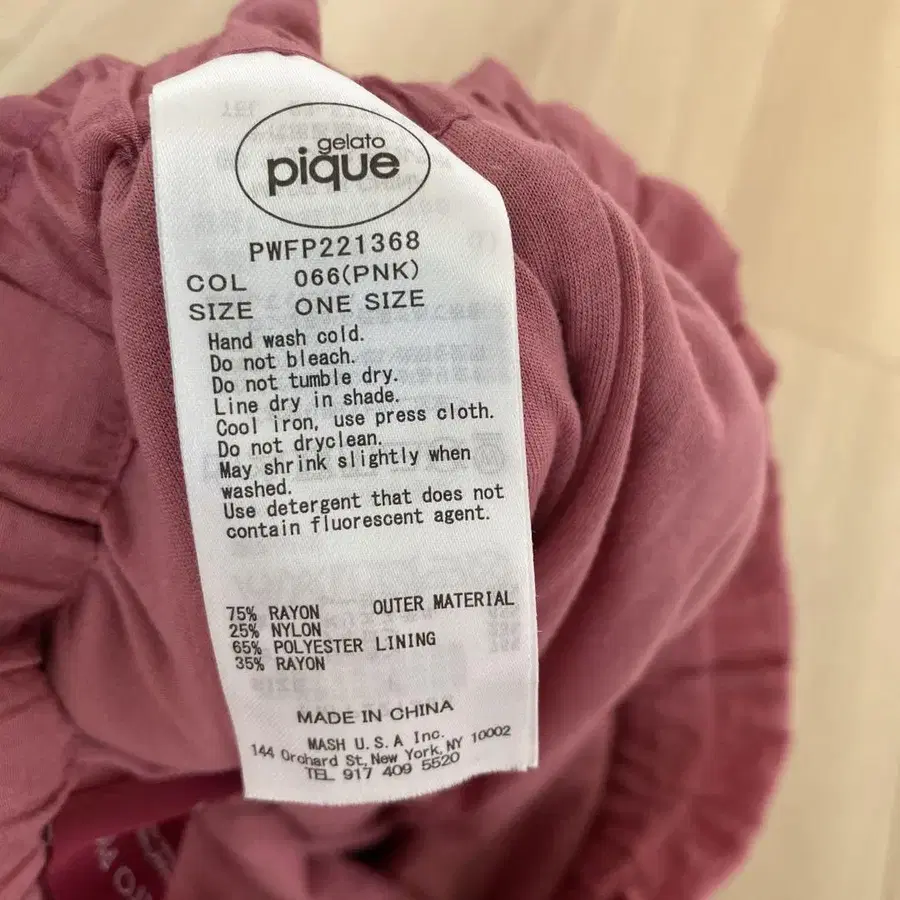 gelato
pique
PWFP221368
COL 066(PNK)
SIZE ONE SIZE
Hand wash cold.
Do not bleach.
Do not tumble dry.
Line dry in shade.
Cool iron, use press cloth.
Do not dryclean.
May shrink slightly when
washed.
Use detergent that does not
contain fluorescent agent.
75% RAYON OUTER MATERIAL
25% NYLON
65% POLYESTER LINING
35% RAYON
MADE IN CHINA
MASH U.S.A Inc.
144 Orchard St, New York, NY 10002
TEL 917 409 5520